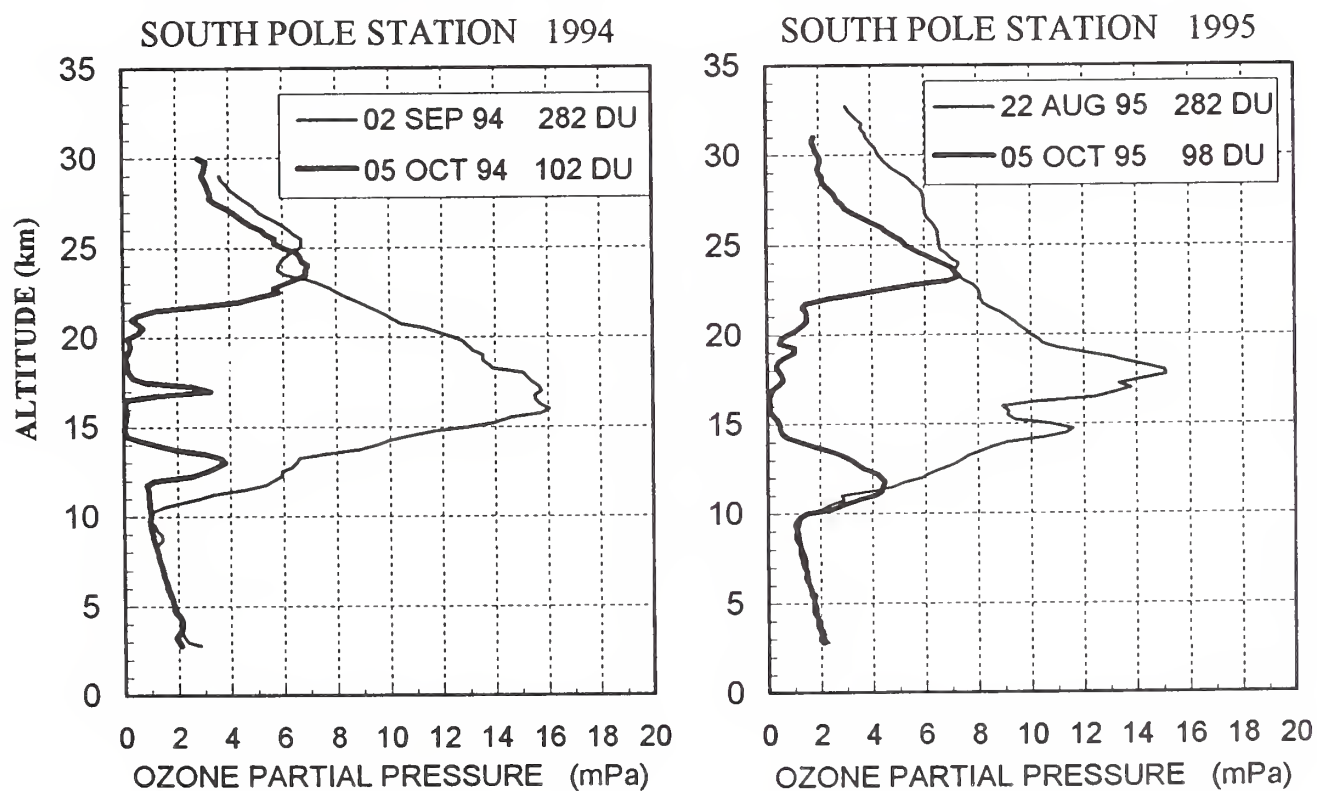 SOUTH POLE STATION 1994
35
30
25
20
15
10
5
0
ALTITUDE (km)
02 SEP 94 282 DU
05 OCT 94 102 DU
0 2 4 6 8 10 12 14 16 18 20
OZONE PARTIAL PRESSURE (mPa)
SOUTH POLE STATION 1995
35
30
25
20
15
10
5
0
22 AUG 95 282 DU
05 OCT 95 98 DU
0 2 4 6 8 10 12 14 16 18 20
OZONE PARTIAL PRESSURE (mPa)